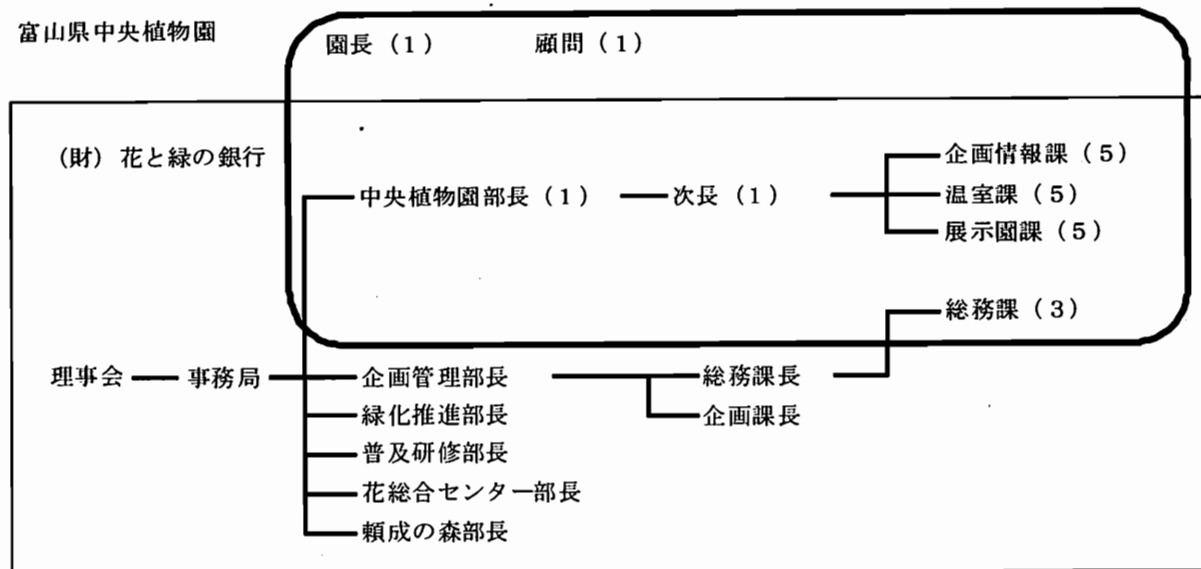 富山県中央植物園
園長（1） 顧問（1）
（財）花と緑の銀行
企画情報課（5）
中央植物園部長（1） 次長（1） 温室課（5）
展示園課（5）
総務課（3）
理事会 事務局 企画管理部長 総務課長
緑化推進部長 企画課長
普及研修部長
花総合センター部長
頼成の森部長